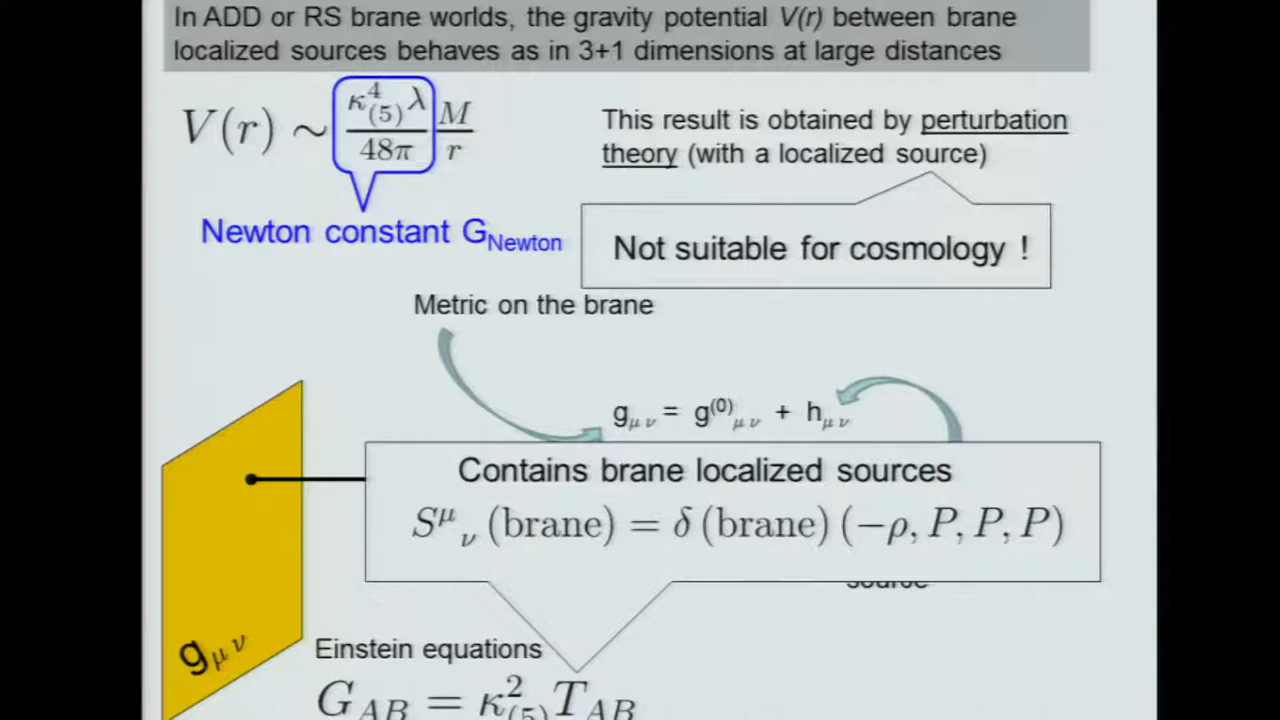 In ADD or RS brane worlds, the gravity potential V(r) between brane
localized sources behaves as in 3+1 dimensions at large distances
V(r) ∼ κ⁴₍₅₎λ / 48π M / r
This result is obtained by perturbation
theory (with a localized source)
Newton constant G_Newton
Not suitable for cosmology !
Metric on the brane
g_μν = g^(0)_μν + h_μν
Contains brane localized sources
S^μ_ν (brane) = δ (brane) (−ρ, P, P, P)
source
g_μν
Einstein equations
G_AB = κ²₍₅₎ T_AB